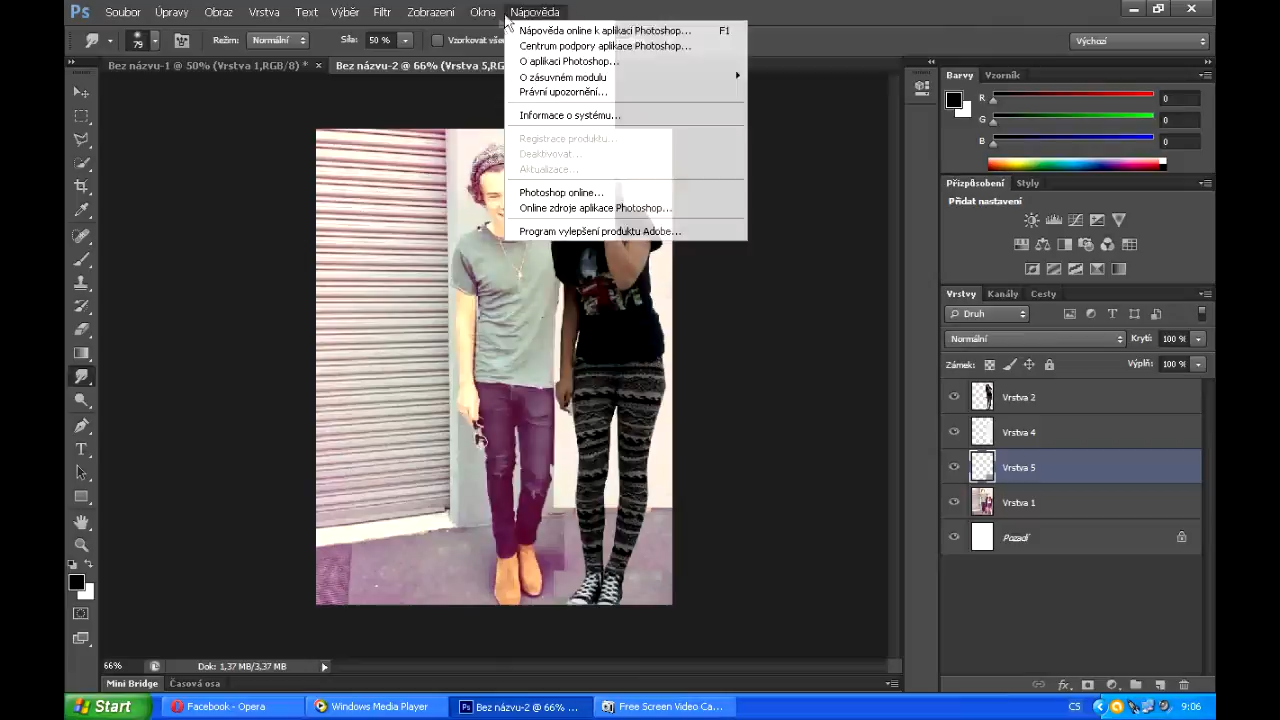 Ps Soubor Úpravy Obraz Vrstva Text Výběr Filtr Zobrazení Okna Nápověda
79 Režim: Normální Síla: 50 % Vzorkovat všec Výchozí
Bez názvu-1 @ 50% (Vrstva 1,RGB/8) * × Bez názvu-2 @ 66% (Vrstva 5,RG
Nápověda online k aplikaci Photoshop... F1
Centrum podpory aplikace Photoshop...
O aplikaci Photoshop...
O zásuvném modulu
Právní upozornění...
Informace o systému...
Registrace produktu...
Deaktivovat...
Aktualizace...
Photoshop online...
Online zdroje aplikace Photoshop...
Program vylepšení produktu Adobe...
Barvy Vzorník
R 0
G 0
B 0
Přizpůsobení Styly
Přidat nastavení
Vrstvy Kanály Cesty
Druh
Normální Krytí: 100 %
Zámek: Výplň: 100 %
Vrstva 2
Vrstva 4
Vrstva 5
Vrstva 1
Pozadí
66% Dok: 1,37 MB/3,37 MB
Mini Bridge Časová osa
Start Facebook - Opera Windows Media Player Bez názvu-2 @ 66% ... Free Screen Video Ca... CS 9:06